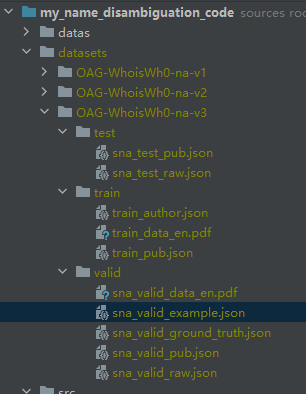 my_name_disambiguation_code sources root
datas
datasets
OAG-WhoisWh0-na-v1
OAG-WhoisWh0-na-v2
OAG-WhoisWh0-na-v3
test
sna_test_pub.json
sna_test_raw.json
train
train_author.json
train_data_en.pdf
train_pub.json
valid
sna_valid_data_en.pdf
sna_valid_example.json
sna_valid_ground_truth.json
sna_valid_pub.json
sna_valid_raw.json
src